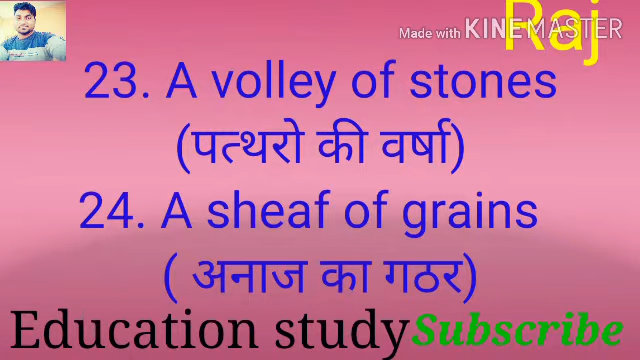 Raj
Made with KINEMASTER
23. A volley of stones
(पत्थरो की वर्षा)
24. A sheaf of grains
( अनाज का गठर)
Education study Subscribe